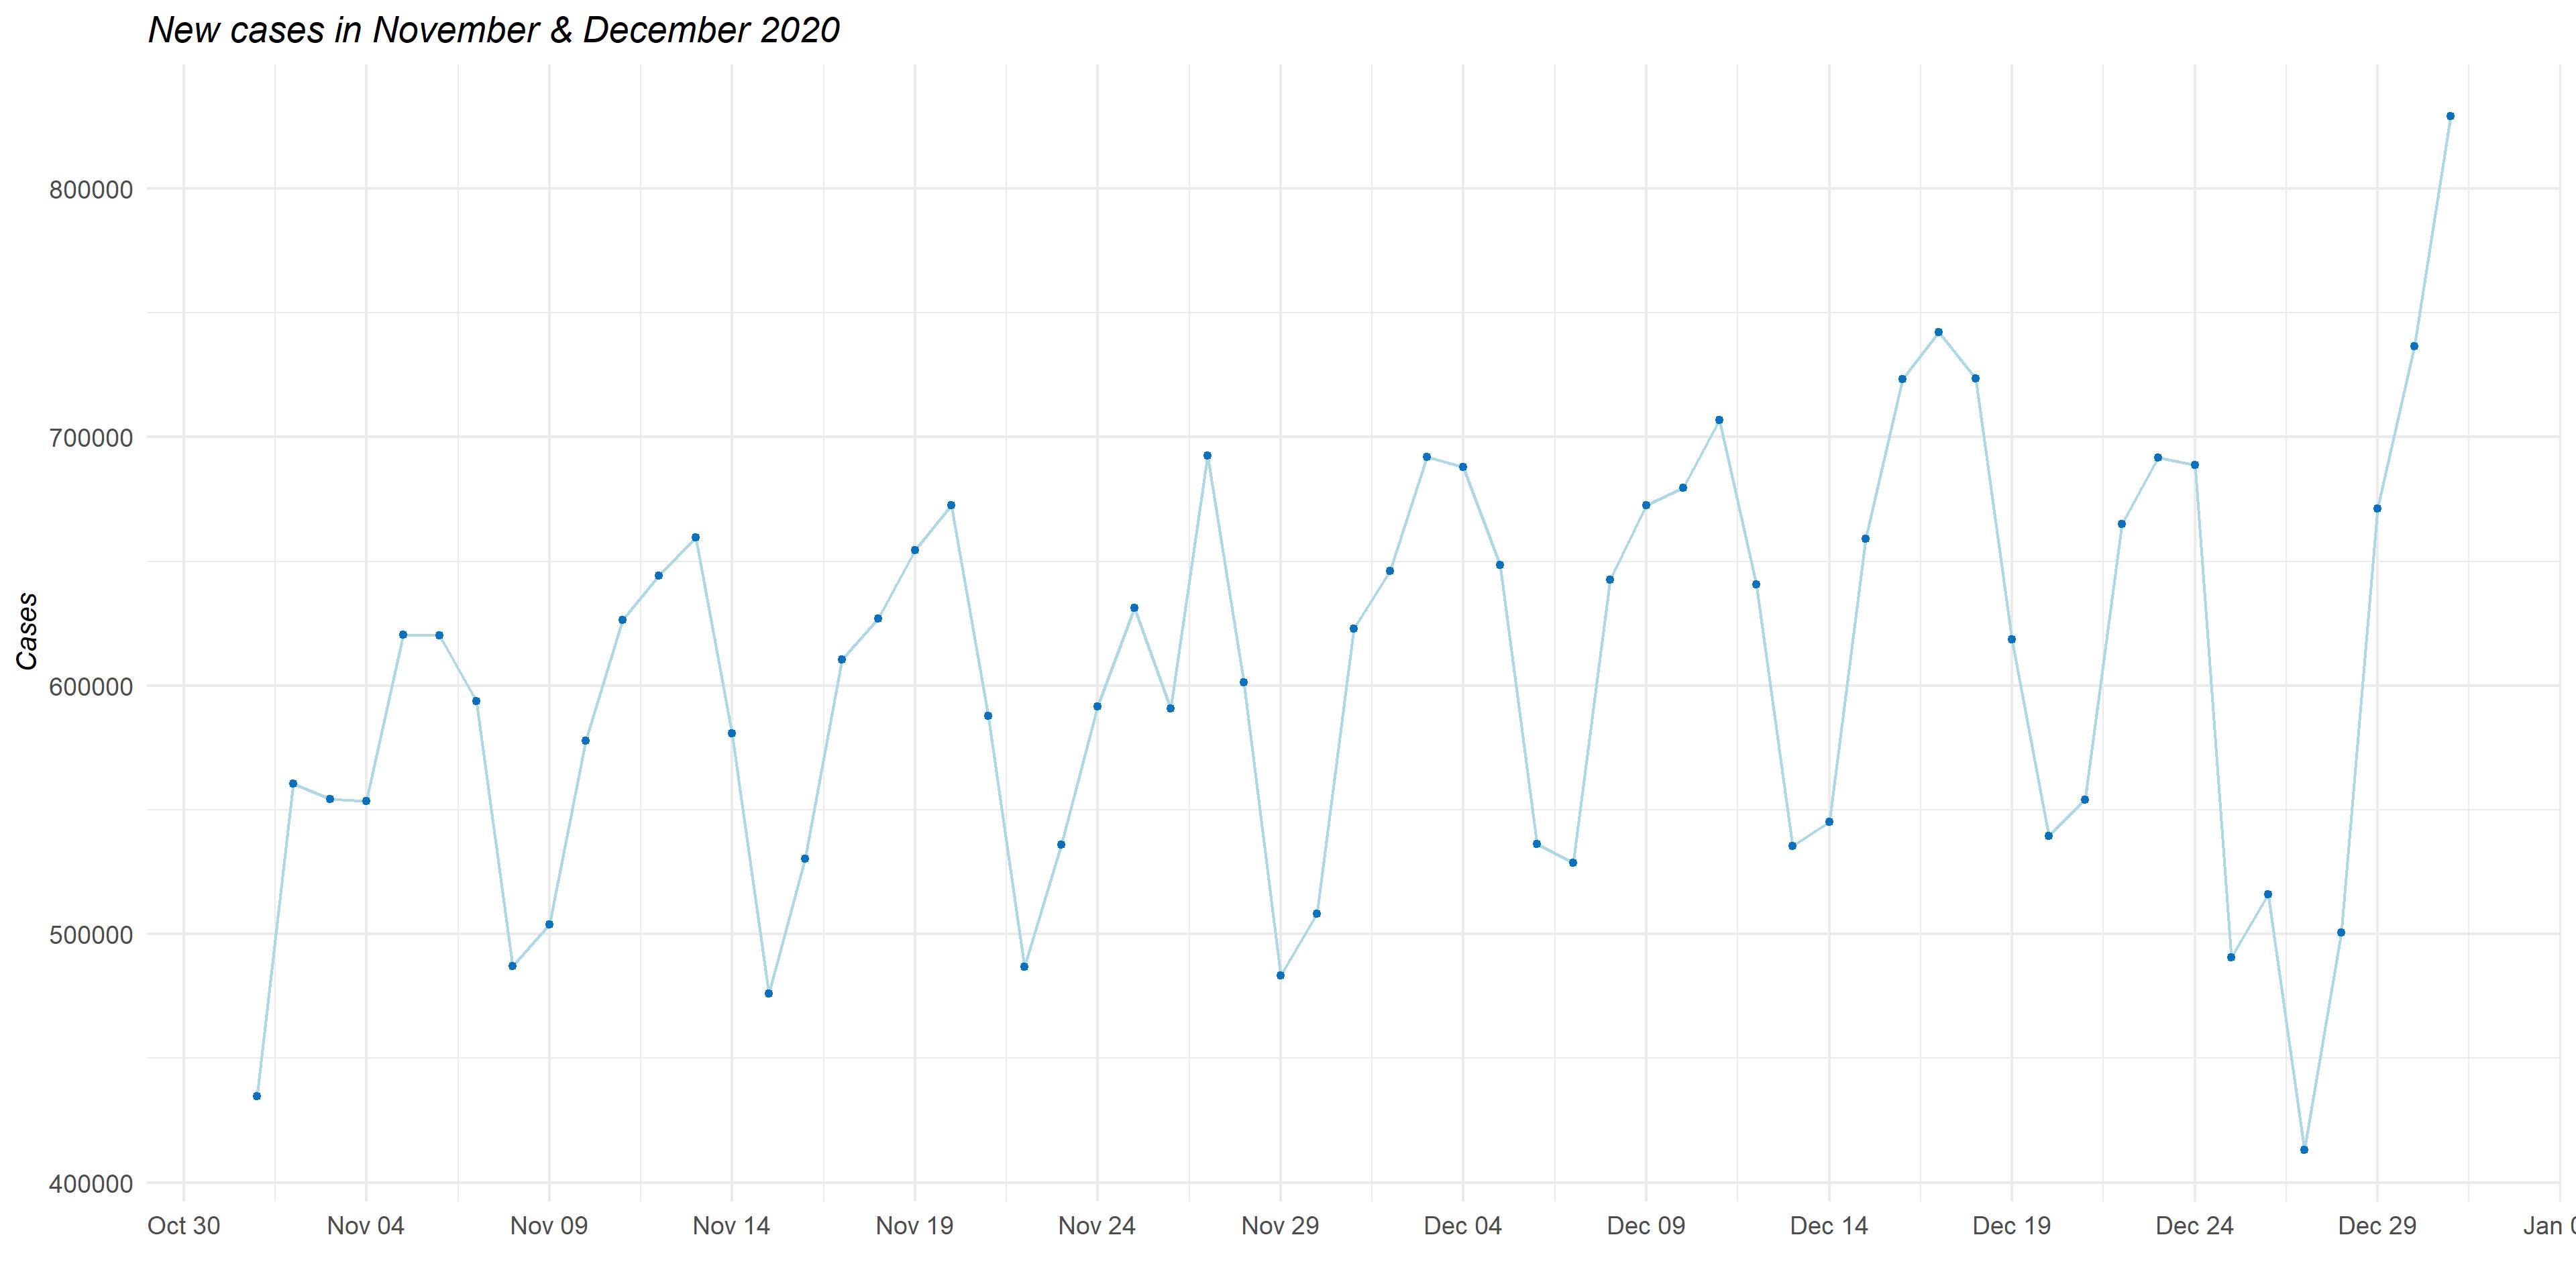 New cases in November & December 2020
800000
700000
600000
500000
400000
Cases
Oct 30 Nov 04 Nov 09 Nov 14 Nov 19 Nov 24 Nov 29 Dec 04 Dec 09 Dec 14 Dec 19 Dec 24 Dec 29 Jan